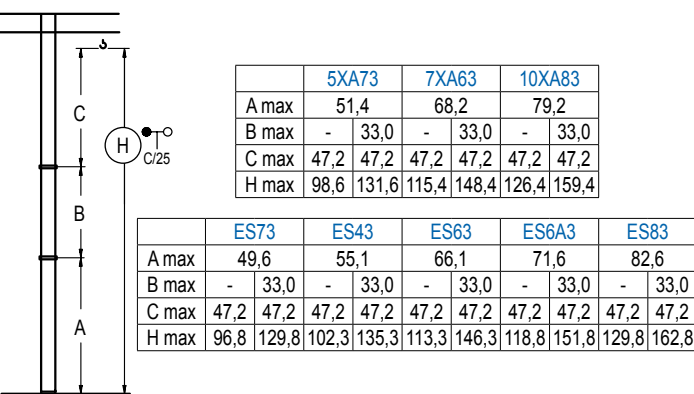 C
B
A
H
C/25
5XA73 7XA63 10XA83
A max 51,4 68,2 79,2
B max - 33,0 - 33,0 - 33,0
C max 47,2 47,2 47,2 47,2 47,2 47,2
H max 98,6 131,6 115,4 148,4 126,4 159,4
ES73 ES43 ES63 ES6A3 ES83
A max 49,6 55,1 66,1 71,6 82,6
B max - 33,0 - 33,0 - 33,0 - 33,0 - 33,0
C max 47,2 47,2 47,2 47,2 47,2 47,2 47,2 47,2 47,2 47,2
H max 96,8 129,8 102,3 135,3 113,3 146,3 118,8 151,8 129,8 162,8